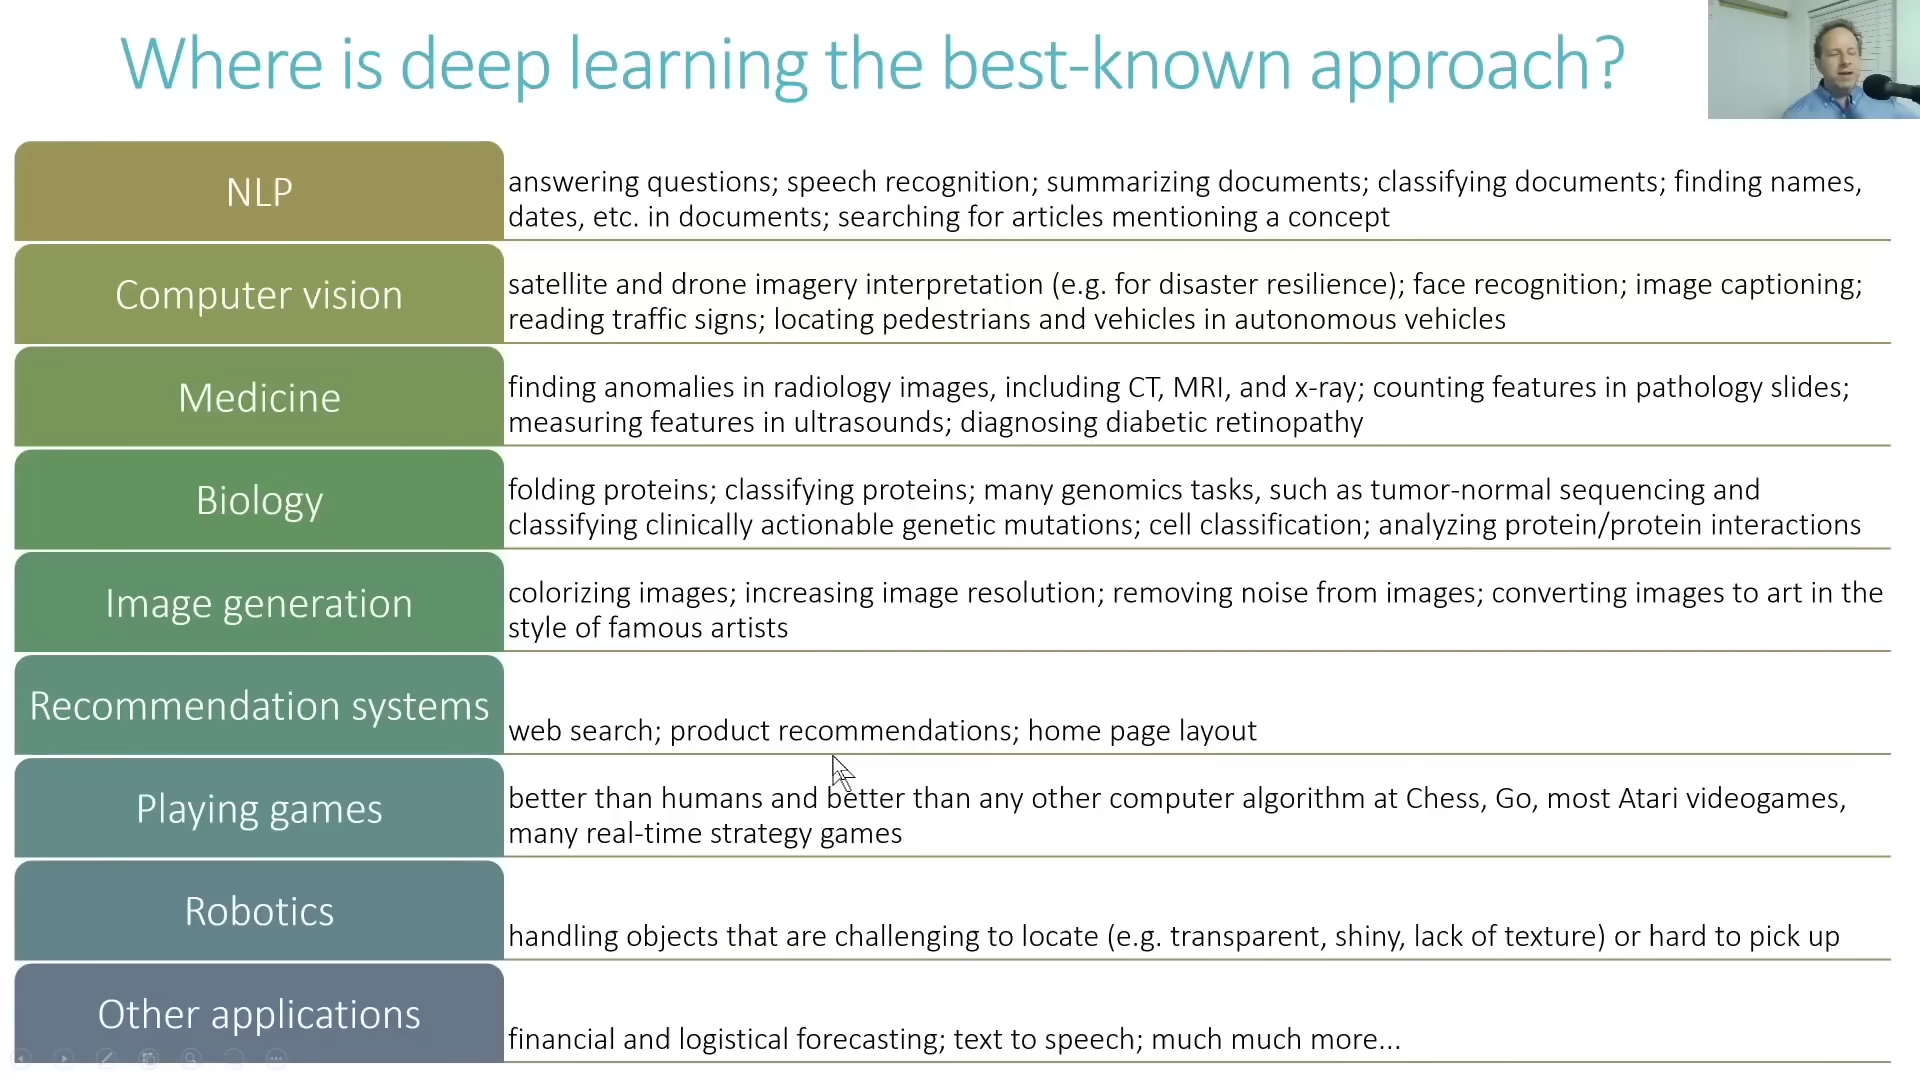 Where is deep learning the best-known approach?
NLP
answering questions; speech recognition; summarizing documents; classifying documents; finding names,
dates, etc. in documents; searching for articles mentioning a concept
Computer vision
satellite and drone imagery interpretation (e.g. for disaster resilience); face recognition; image captioning;
reading traffic signs; locating pedestrians and vehicles in autonomous vehicles
Medicine
finding anomalies in radiology images, including CT, MRI, and x-ray; counting features in pathology slides;
measuring features in ultrasounds; diagnosing diabetic retinopathy
Biology
folding proteins; classifying proteins; many genomics tasks, such as tumor-normal sequencing and
classifying clinically actionable genetic mutations; cell classification; analyzing protein/protein interactions
Image generation
colorizing images; increasing image resolution; removing noise from images; converting images to art in the
style of famous artists
Recommendation systems
web search; product recommendations; home page layout
Playing games
better than humans and better than any other computer algorithm at Chess, Go, most Atari videogames,
many real-time strategy games
Robotics
handling objects that are challenging to locate (e.g. transparent, shiny, lack of texture) or hard to pick up
Other applications
financial and logistical forecasting; text to speech; much much more...